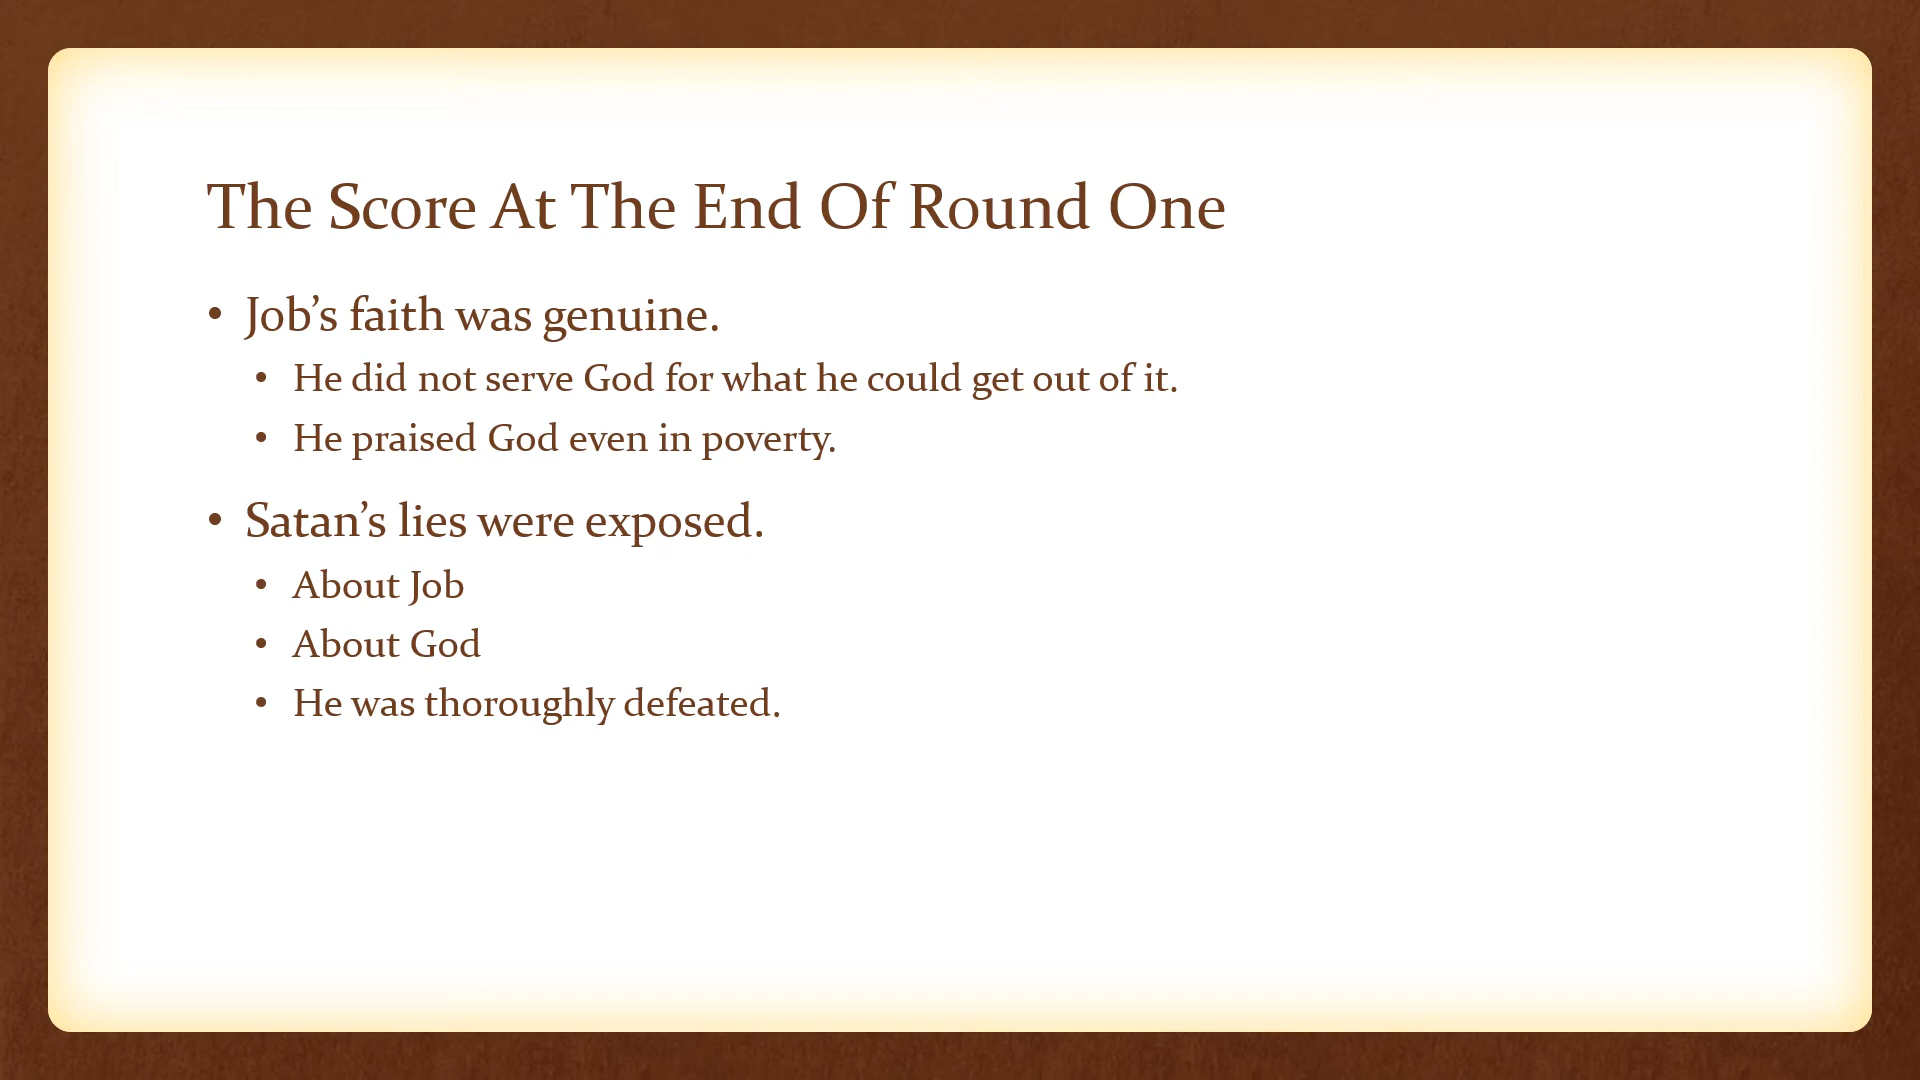 The Score At The End Of Round One
• Job’s faith was genuine.
• He did not serve God for what he could get out of it.
• He praised God even in poverty.
• Satan’s lies were exposed.
• About Job
• About God
• He was thoroughly defeated.